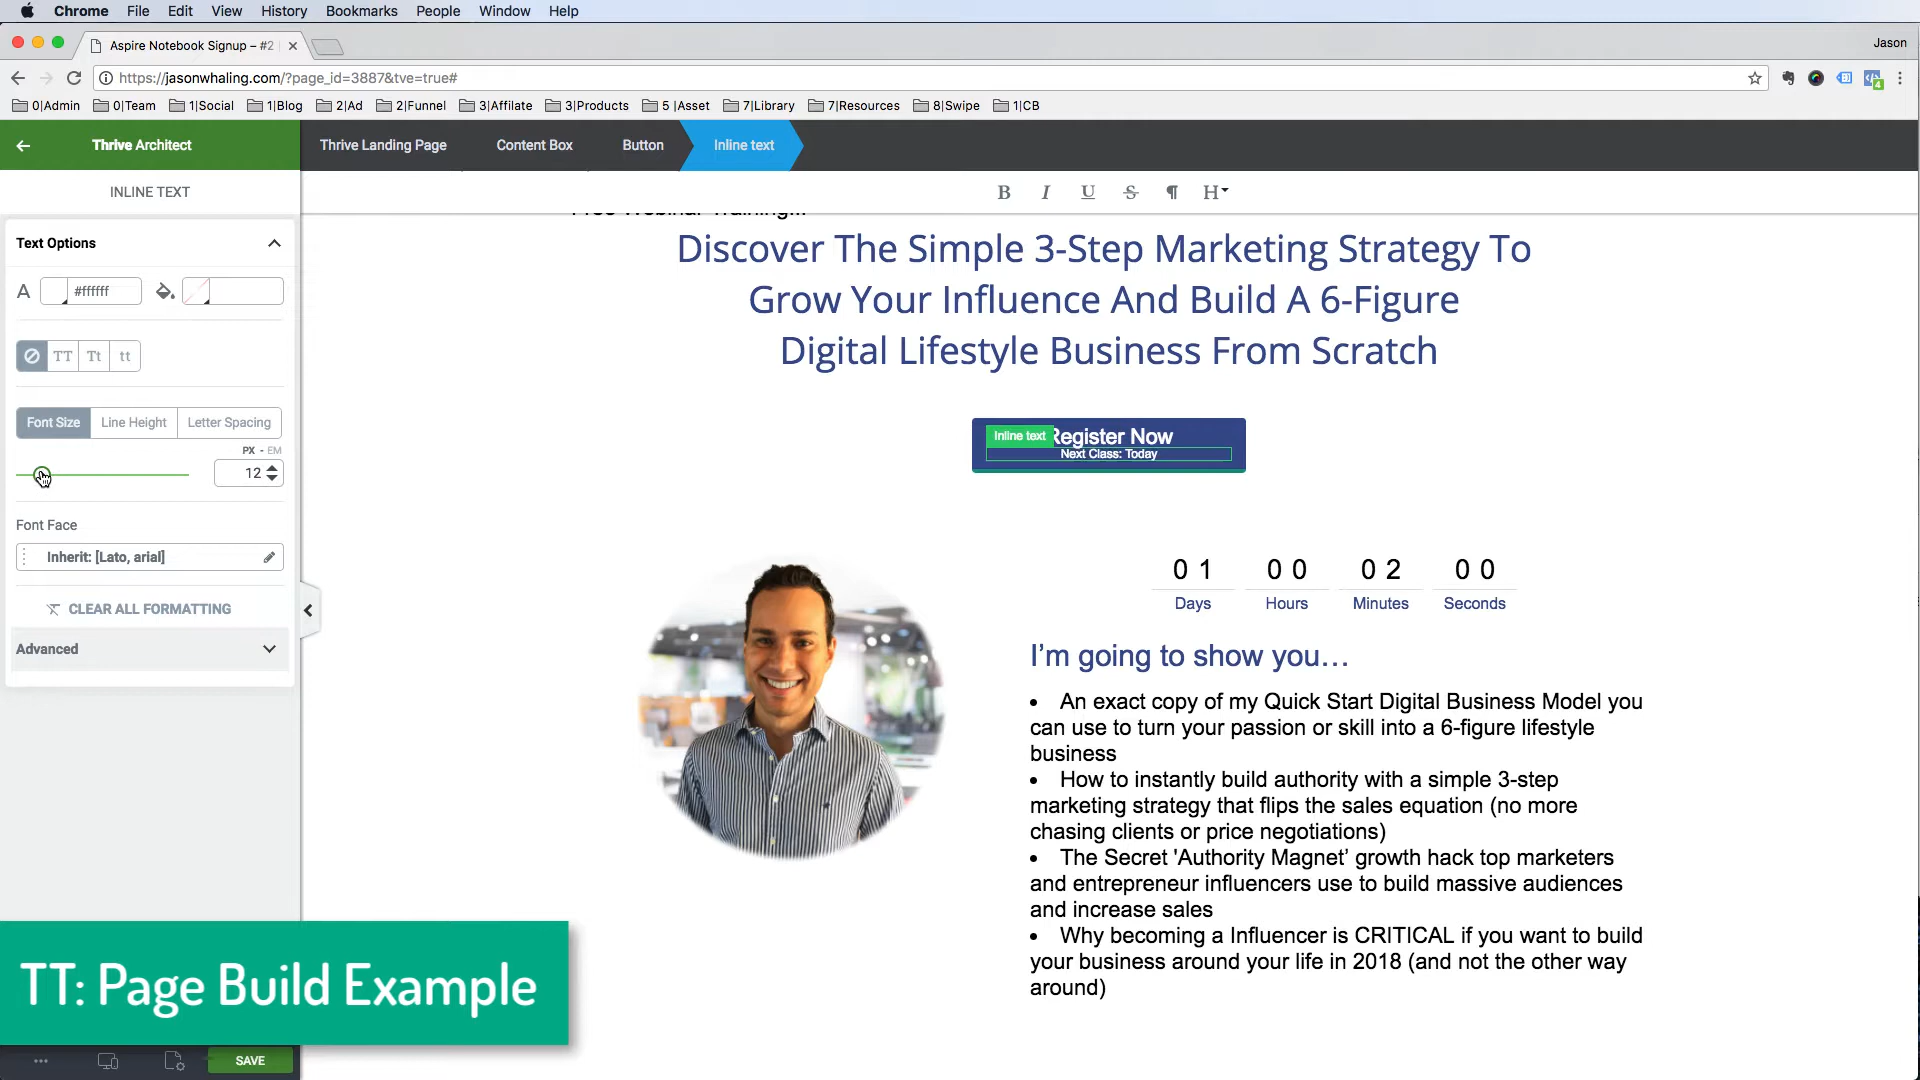 Chrome File Edit View History Bookmarks People Window Help
Aspire Notebook Signup – #2
Jason
https://jasonwhaling.com/?page_id=3887&tve=true#
0|Admin 0|Team 1|Social 1|Blog 2|Ad 2|Funnel 3|Affilate 3|Products 5 |Asset 7|Library 7|Resources 8|Swipe 1|CB
Thrive Architect
Thrive Landing Page Content Box Button Inline text
INLINE TEXT
B I U S ¶ H
Free Webinar Training...
Text Options
A #ffffff
TT Tt tt
Font Size Line Height Letter Spacing
PX - EM
12
Font Face
Inherit: [Lato, arial]
CLEAR ALL FORMATTING
Advanced
Discover The Simple 3-Step Marketing Strategy To
Grow Your Influence And Build A 6-Figure
Digital Lifestyle Business From Scratch
Inline text Register Now
Next Class: Today
01 00 02 00
Days Hours Minutes Seconds
I’m going to show you…
• An exact copy of my Quick Start Digital Business Model you
can use to turn your passion or skill into a 6-figure lifestyle
business
• How to instantly build authority with a simple 3-step
marketing strategy that flips the sales equation (no more
chasing clients or price negotiations)
• The Secret 'Authority Magnet’ growth hack top marketers
and entrepreneur influencers use to build massive audiences
and increase sales
• Why becoming a Influencer is CRITICAL if you want to build
your business around your life in 2018 (and not the other way
around)
TT: Page Build Example
SAVE